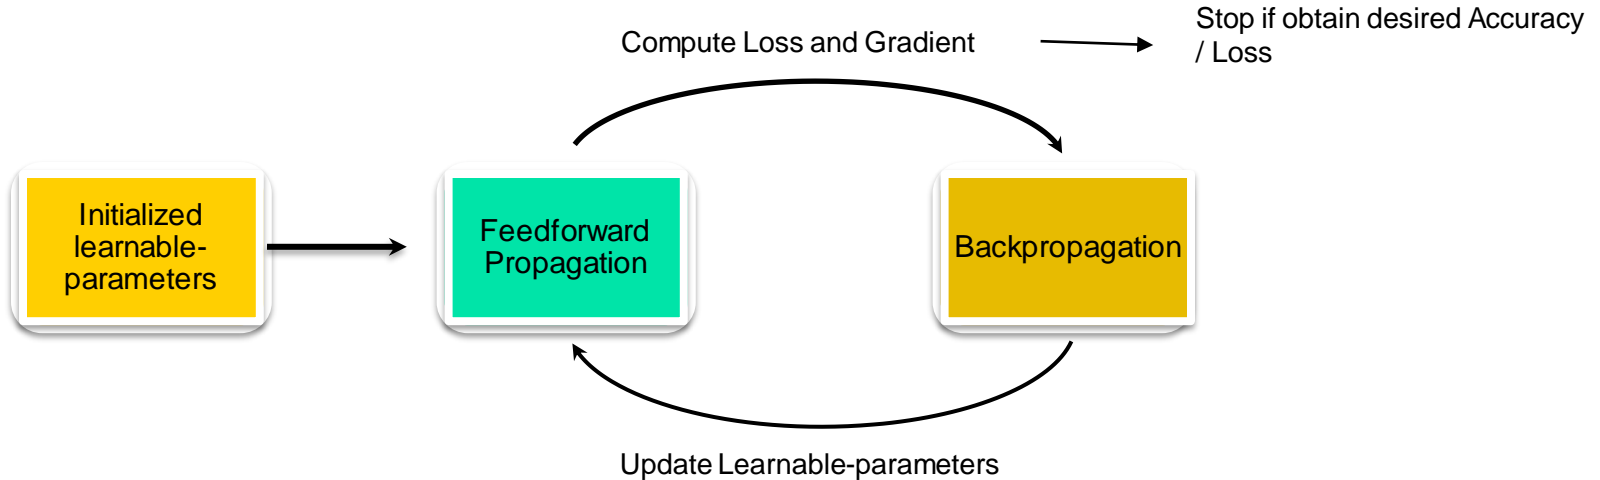 Stop if obtain desired Accuracy
/ Loss
Compute Loss and Gradient
Initialized
learnable-
parameters
Feedforward
Propagation
Backpropagation
Update Learnable-parameters